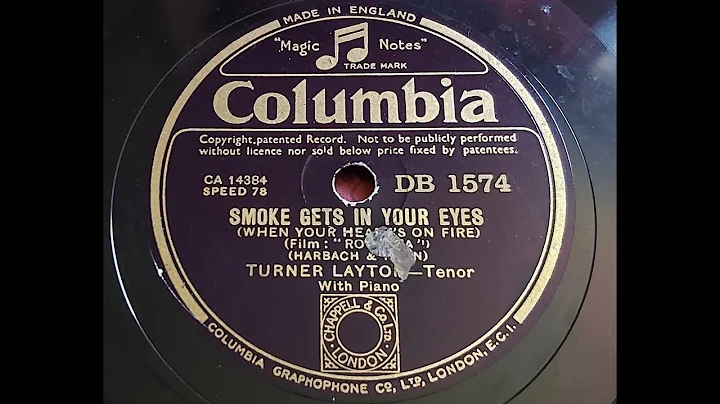 MADE IN ENGLAND
"Magic Notes"
TRADE MARK
Columbia
Copyright, patented Record. Not to be publicly performed
without licence nor sold below price fixed by patentees.
CA 14384
SPEED 78
DB 1574
SMOKE GETS IN YOUR EYES
(WHEN YOUR ON FIRE)
(Film :
(HARBACH &
TURNER LAYTON—Tenor
With Piano
CHAPPELL & Co LTD.
LONDON
COLUMBIA GRAPHOPHONE Co, LTD, LONDON, E.C.1.